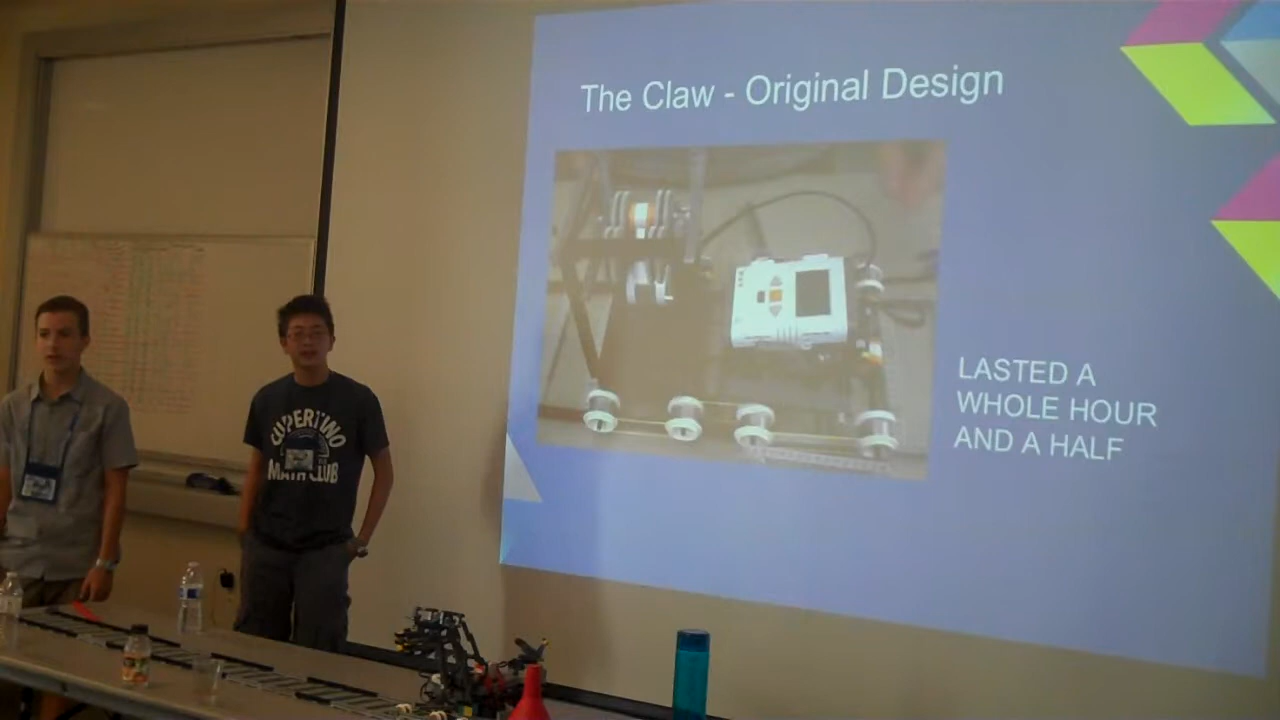 The Claw - Original Design
LASTED A
WHOLE HOUR
AND A HALF
CUPERTINO
MATH CLUB